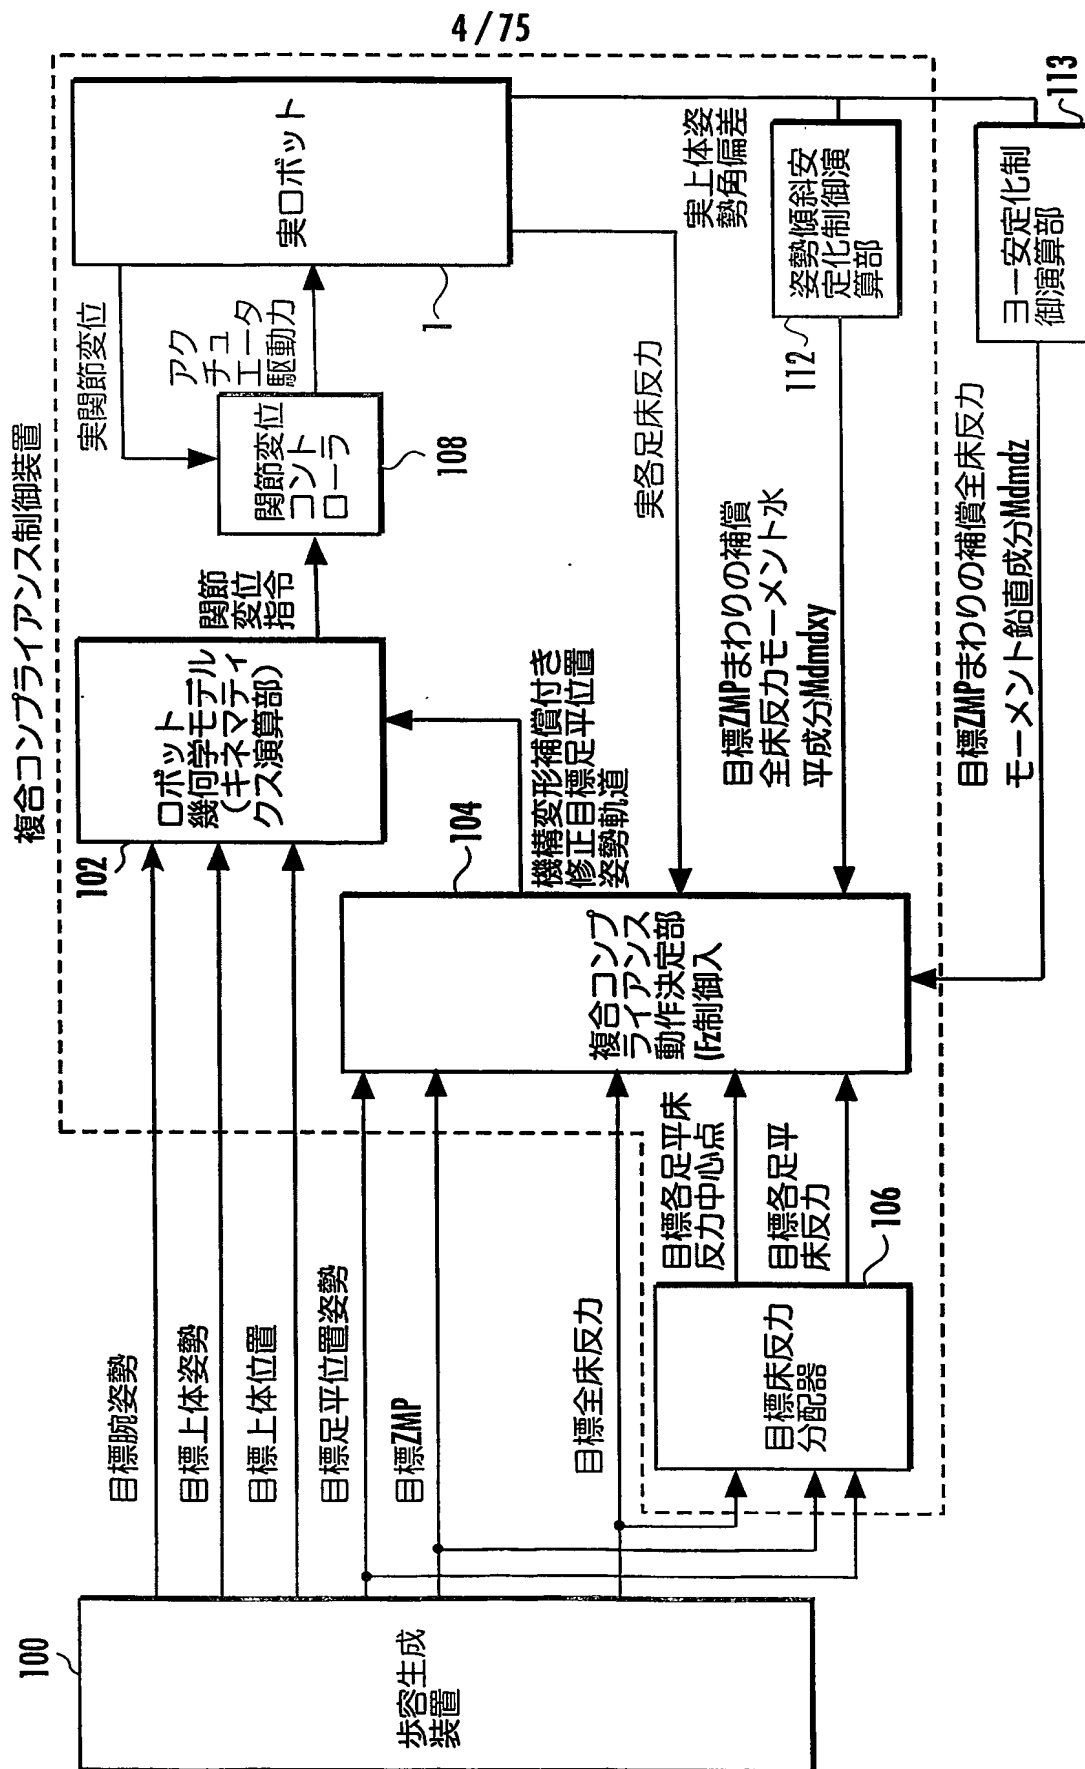 4/75
複合コンプライアンス制御装置
100
歩容生成
装置
目標腕姿勢
目標上体姿勢
目標上体位置
目標足平位置姿勢
目標ZMP
目標全床反力
102
ロボット
幾何学モデル
(キネマティ
クス演算部)
関節
変位
指令
実関節変位
関節変位
コント
ローラ
108
アク
チュ
エータ
駆動力
実ロボット
1
104
機構変形補償付き
修正目標足平位置
姿勢軌道
複合コンプ
ライアンス
動作決定部
(Fz制御入
目標床反力
分配器
106
目標各足平床
反力中心点
目標各足平
床反力
実各足床反力
実上体姿
勢角偏差
姿勢傾斜安
定化制御演
算部
112
目標ZMPまわりの補償
全床反力モーメント水
平成分Mdmdxy
ヨー安定化制
御演算部
113
目標ZMPまわりの補償全床反力
モーメント鉛直成分Mdmdz